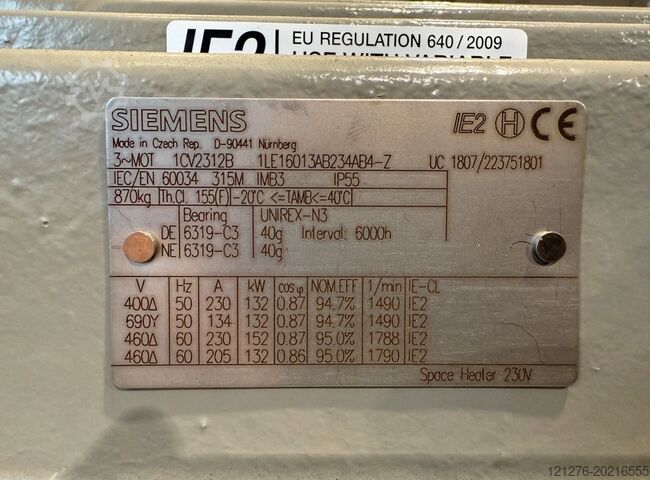 IE2 EU REGULATION 640 / 2009
USE WITH VARIABLE
SIEMENS IE2 H CE
Made in Czech Rep. D-90441 Nürnberg
3~MOT 1CV2312B 1LE16013AB234AB4-Z UC 1807/223751801
IEC/EN 60034 315M IMB3 IP55
870kg Th.Cl. 155(F) -20°C <=TAMB<=40°C
Bearing UNIREX-N3
DE 6319-C3 40g Interval: 6000h
NE 6319-C3 40g
V Hz A kW cos φ NOM.EFF 1/min IE-CL
400Δ 50 230 132 0.87 94.7% 1490 IE2
690Y 50 134 132 0.87 94.7% 1490 IE2
460Δ 60 230 152 0.87 95.0% 1788 IE2
460Δ 60 205 132 0.86 95.0% 1790 IE2
Space Heater 230V
121276-20216555